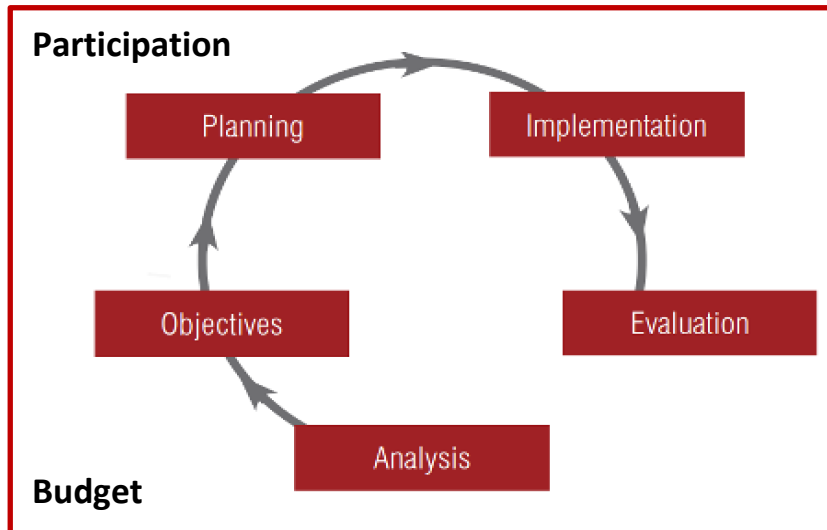 Participation
Planning
Implementation
Objectives
Evaluation
Analysis
Budget